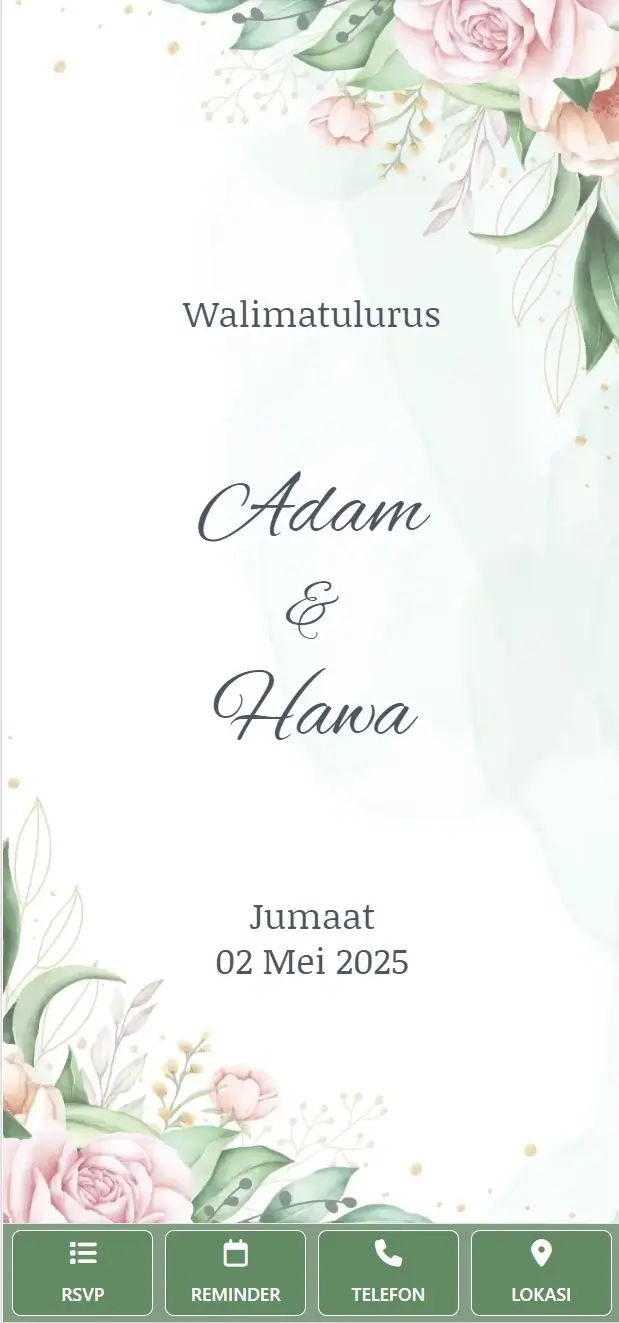 Walimatulurus
Adam
&
Hawa
Jumaat
02 Mei 2025
RSVP
REMINDER
TELEFON
LOKASI